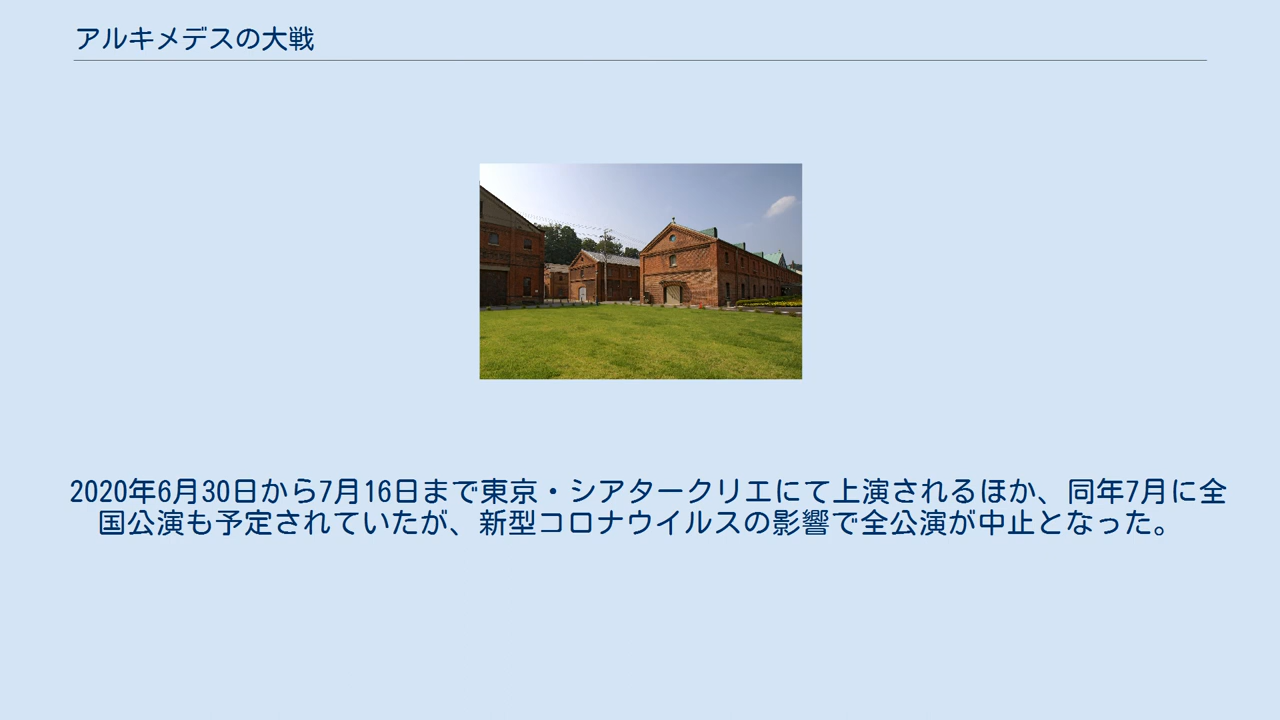 アルキメデスの大戦
2020年6月30日から7月16日まで東京・シアタークリエにて上演されるほか、同年7月に全
国公演も予定されていたが、新型コロナウイルスの影響で全公演が中止となった。